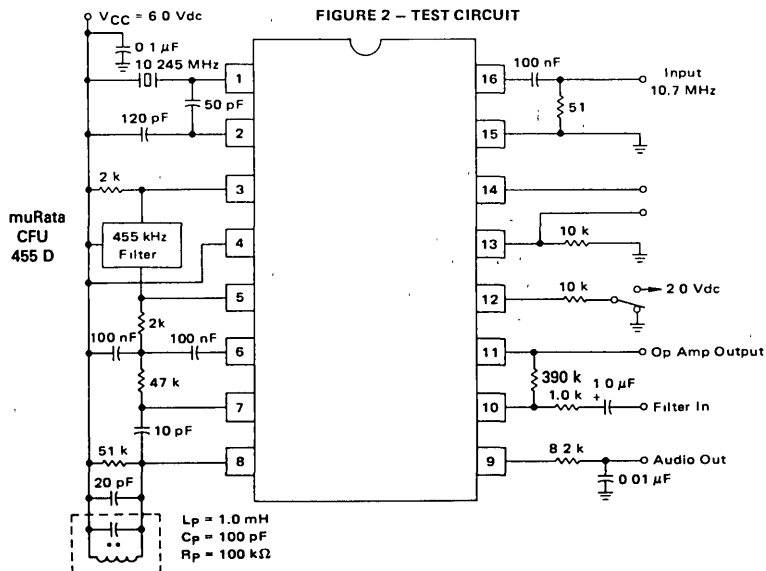 FIGURE 2 – TEST CIRCUIT
VCC = 6 0 Vdc
0 1 µF
10 245 MHz
50 pF
120 pF
2 k
muRata
CFU
455 D
455 kHz
Filter
2k
100 nF
100 nF
47 k
10 pF
51 k
20 pF
LP = 1.0 mH
CP = 100 pF
RP = 100 kΩ
1
2
3
4
5
6
7
8
16
15
14
13
12
11
10
9
100 nF
Input
10.7 MHz
51
10 k
10 k
2 0 Vdc
Op Amp Output
390 k
1.0 k
1 0 µF
+
Filter In
8 2 k
Audio Out
0 01 µF